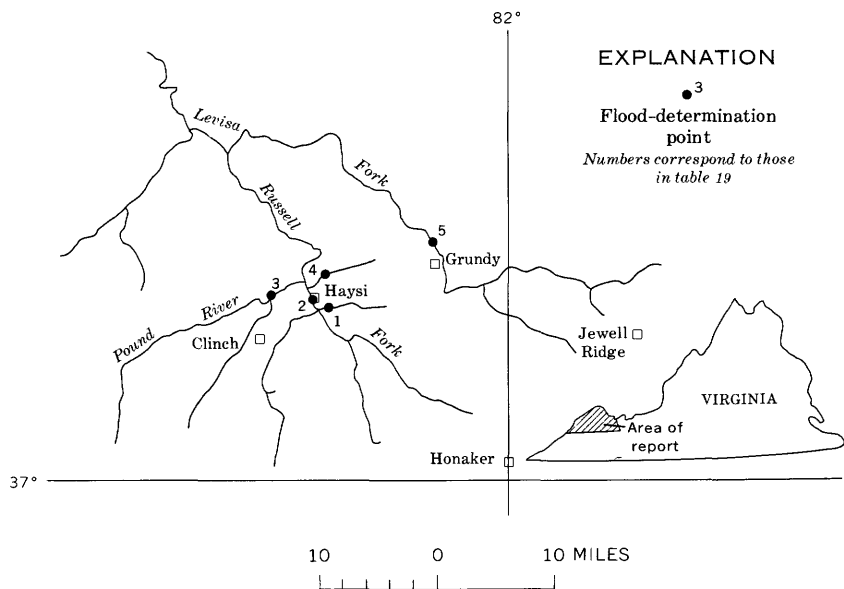 82°
EXPLANATION
3
Flood-determination
point
Numbers correspond to those
in table 19
Levisa
Fork
Russell
5
Grundy
4
3
Haysi
2
1
Pound River
Clinch
Fork
Jewell
Ridge
VIRGINIA
Area of
report
Honaker
37°
10 0 10 MILES